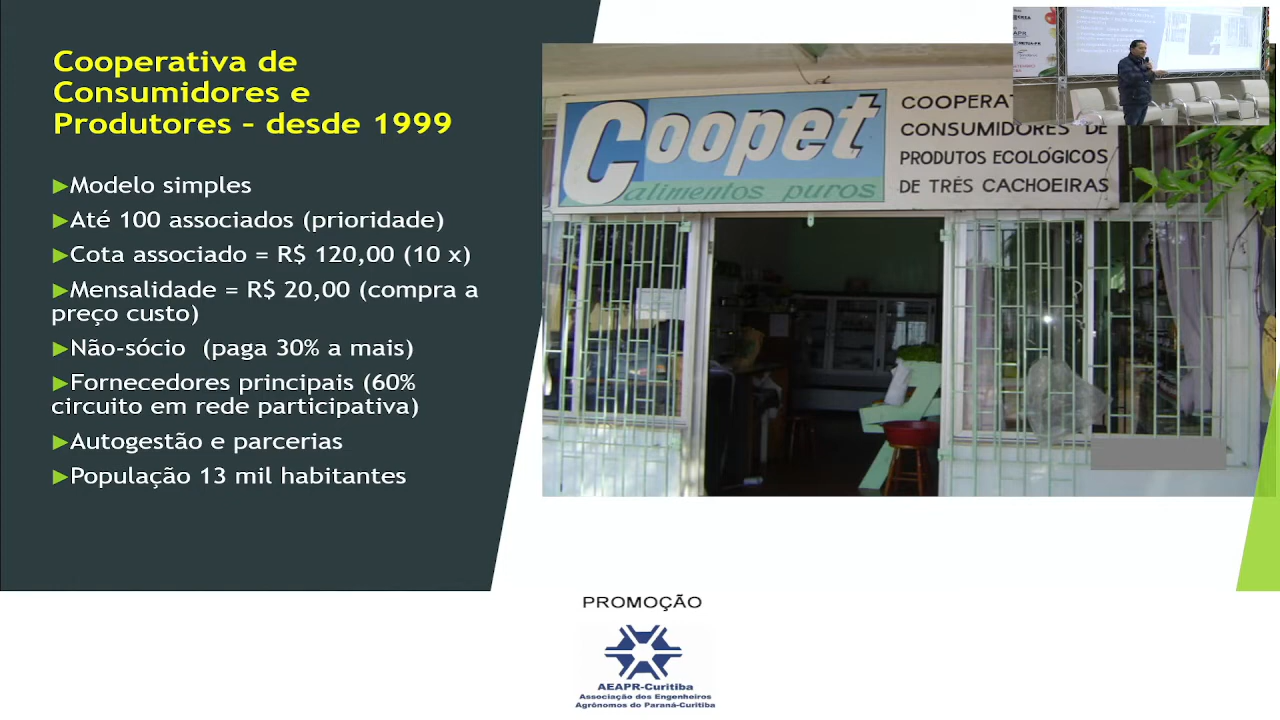 Cooperativa de
Consumidores e
Produtores – desde 1999
►Modelo simples
►Até 100 associados (prioridade)
►Cota associado = R$ 120,00 (10 x)
►Mensalidade = R$ 20,00 (compra a
preço custo)
►Não-sócio (paga 30% a mais)
►Fornecedores principais (60%
circuito em rede participativa)
►Autogestão e parcerias
►População 13 mil habitantes
Coopet
alimentos puros
COOPERAT
CONSUMIDORES DE
PRODUTOS ECOLÓGICOS
DE TRÊS CACHOEIRAS
PROMOÇÃO
AEAPR-Curitiba
Associação dos Engenheiros
Agrônomos do Paraná-Curitiba